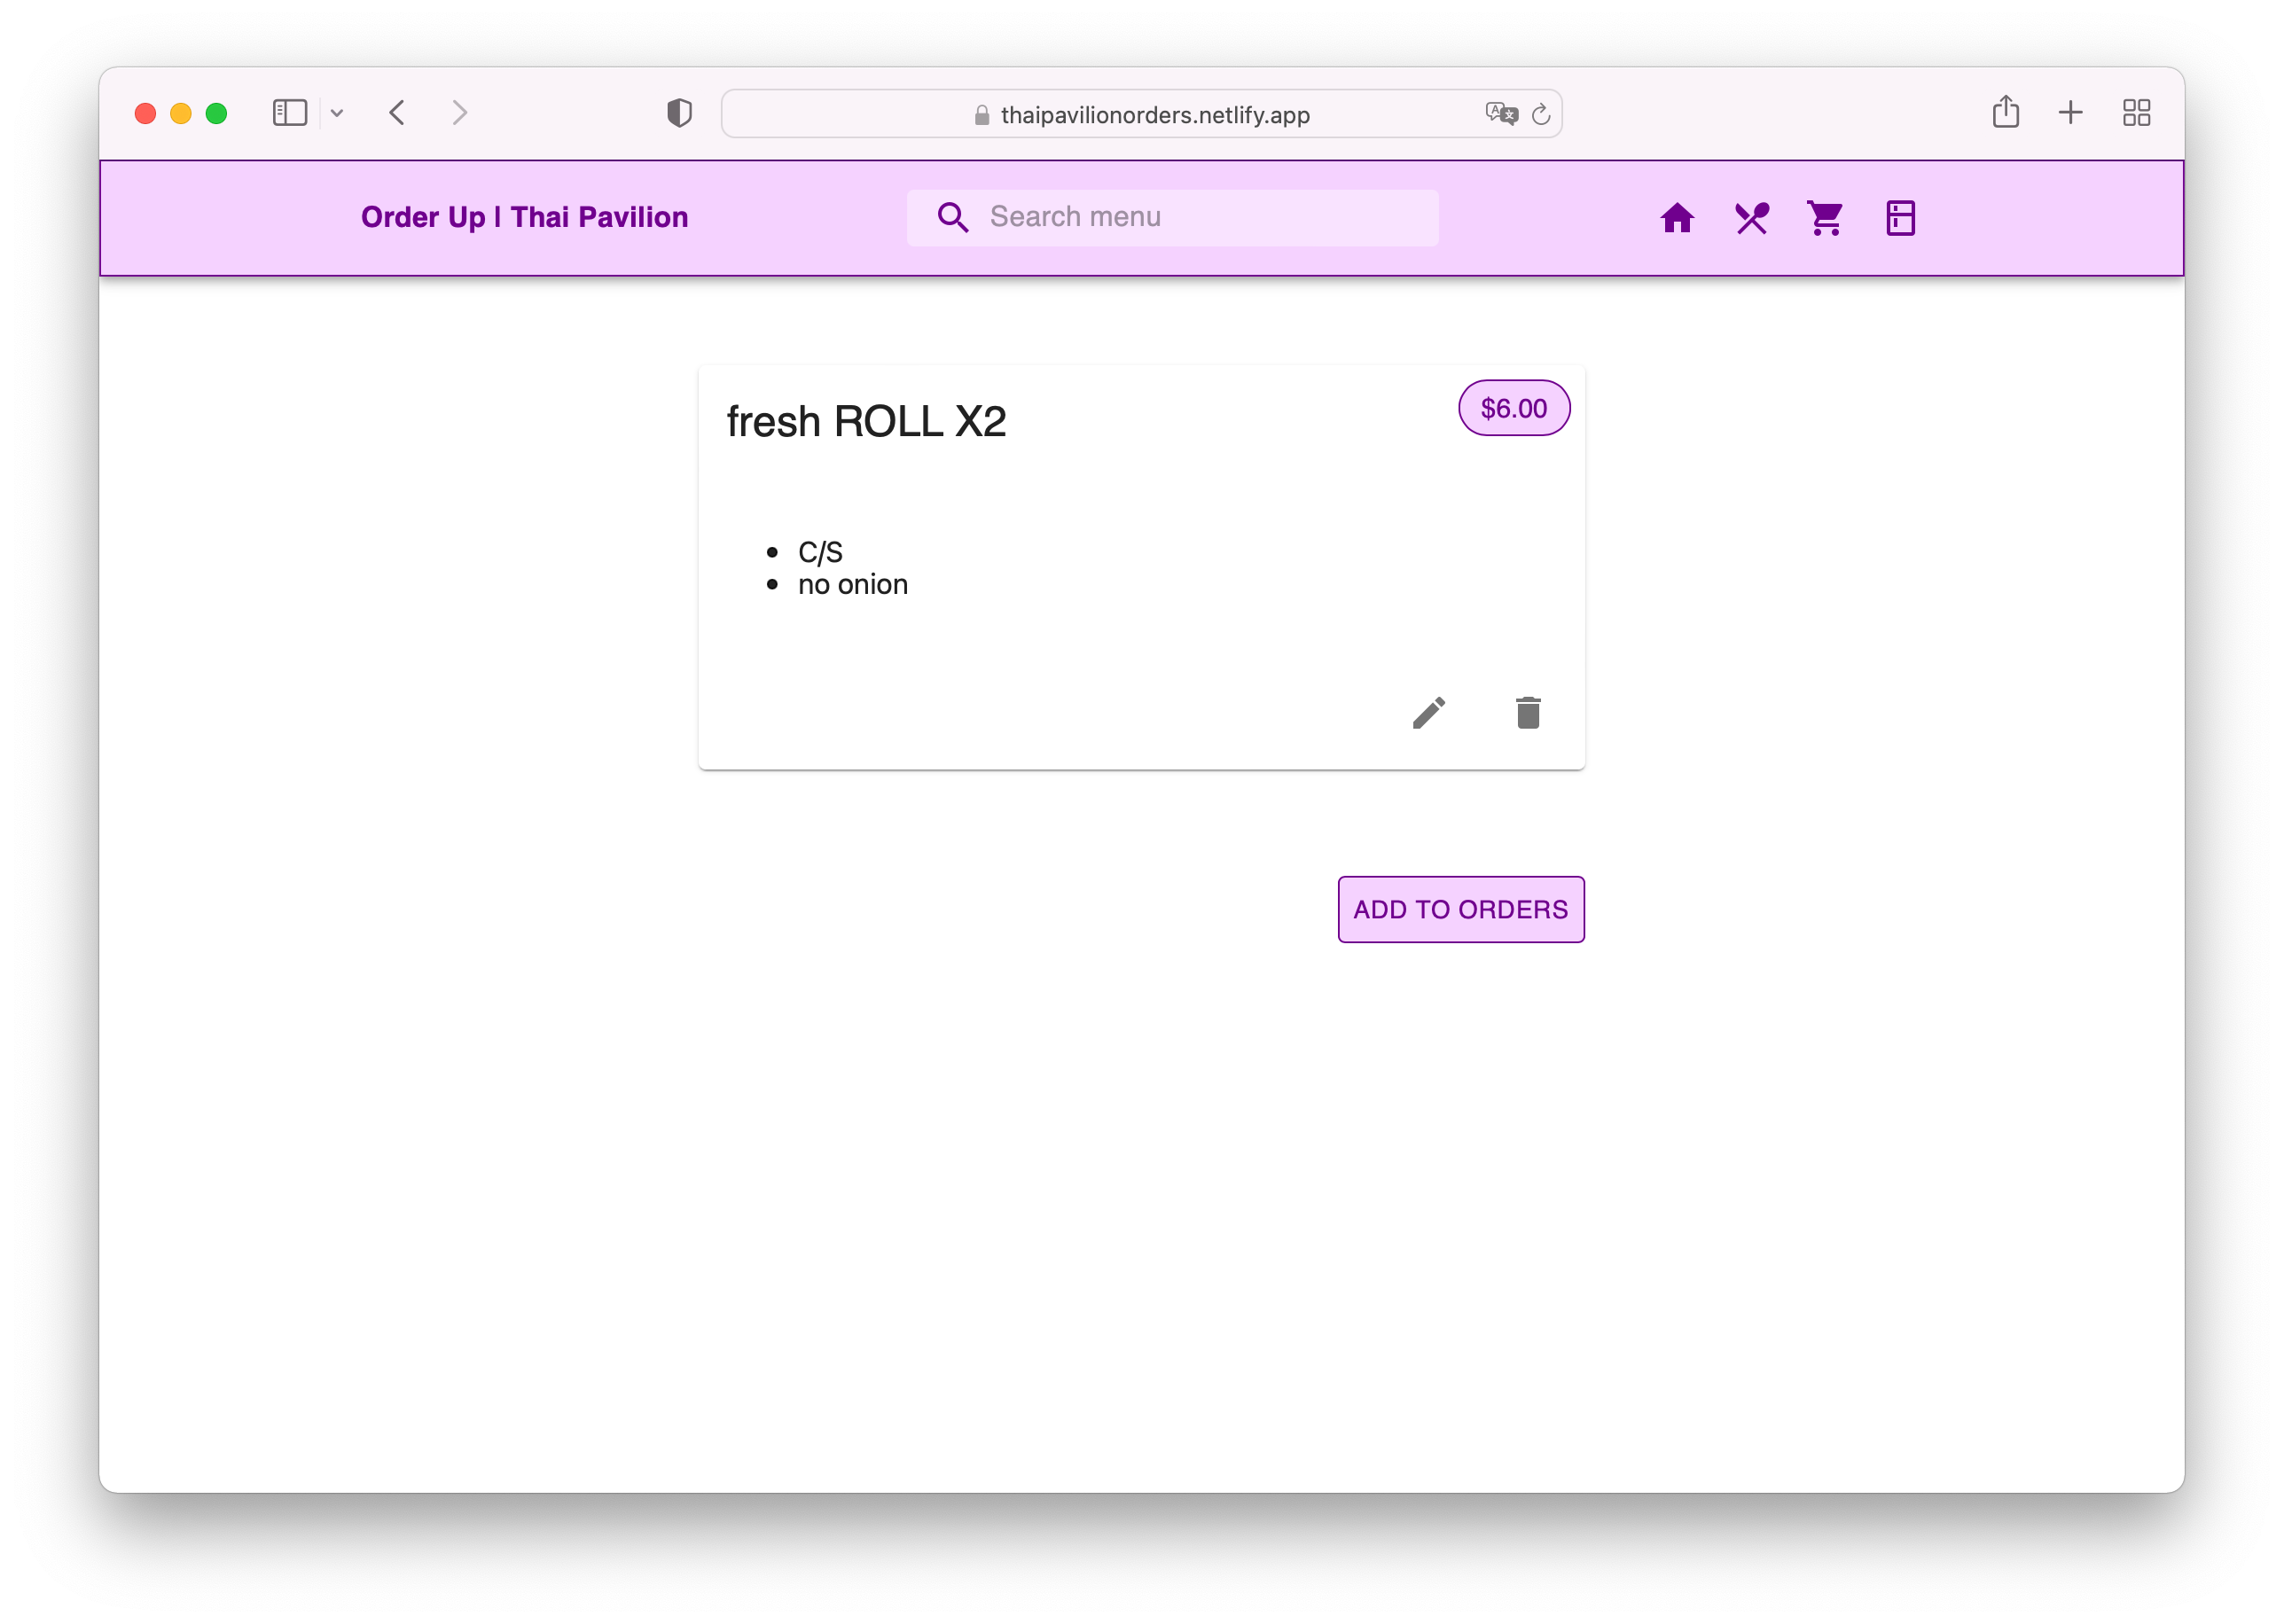 thaipavilionorders.netlify.app
Order Up | Thai Pavilion
Search menu
fresh ROLL X2
$6.00
C/S
no onion
ADD TO ORDERS